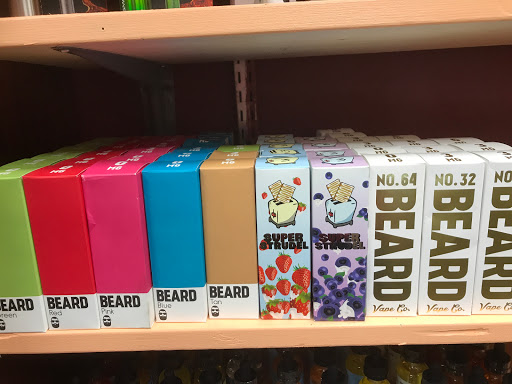 BEARD
Green
BEARD
Red
BEARD
Pink
BEARD
Blue
BEARD
Tan
SUPER
STRUDEL
SUPER
STRUDEL
NO.64
BEARD
Vape Co.
NO.32
BEARD
Vape Co.
NO
BEARD
Vape Co.